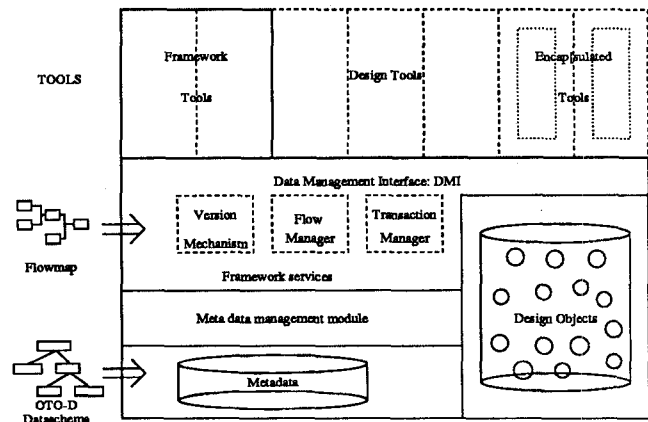 TOOLS
Framework
Tools
Design Tools
Encapsulated
Tools
Data Management Interface: DMI
Version
Mechanism
Flow
Manager
Transaction
Manager
Flowmap
Framework services
Meta data management module
Design Objects
Metadata
OTO-D
Dataschema